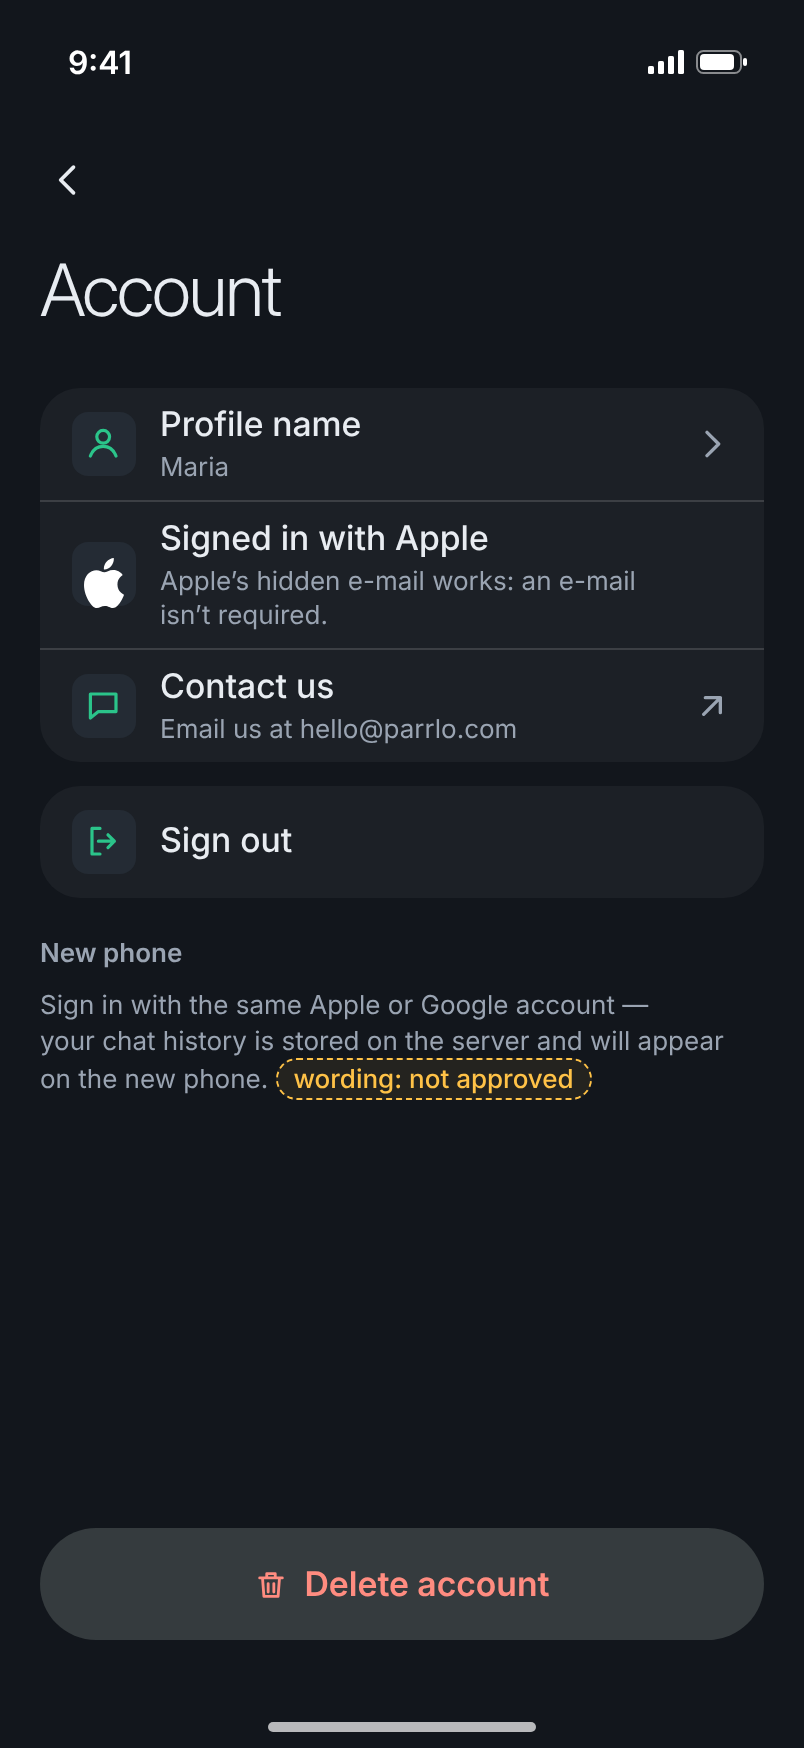 9:41
Account
Profile name
Maria
Signed in with Apple
Apple’s hidden e-mail works: an e-mail
isn’t required.
Contact us
Email us at hello@parrlo.com
Sign out
New phone
Sign in with the same Apple or Google account —
your chat history is stored on the server and will appear
on the new phone. wording: not approved
Delete account